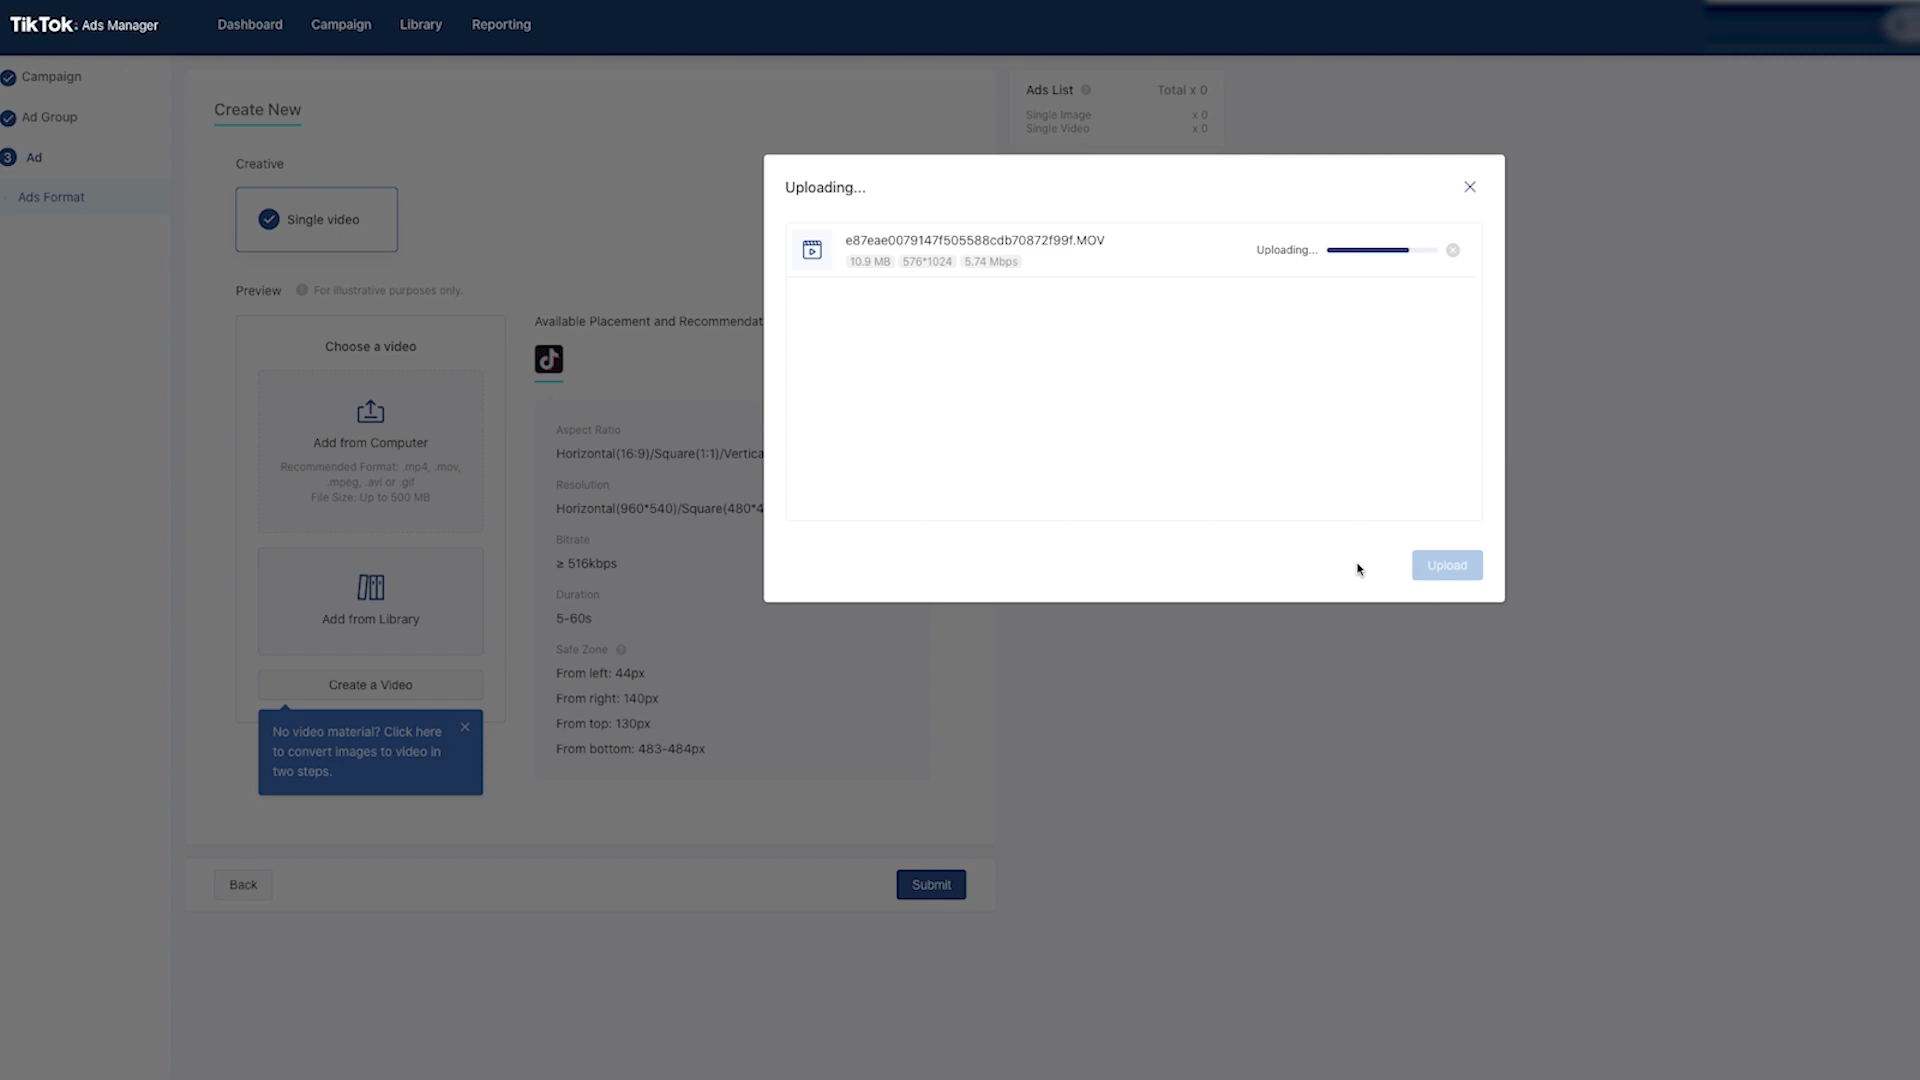 TikTok: Ads Manager
Dashboard
Campaign
Library
Reporting
Campaign
Ad Group
3 Ad
Ads Format
Create New
Creative
Single video
Preview
For illustrative purposes only.
Choose a video
Add from Computer
Recommended Format: .mp4, .mov,
.mpeg, .avi or .gif
File Size: Up to 500 MB
Add from Library
Create a Video
No video material? Click here
to convert images to video in
two steps.
Available Placement and Recommendat
Aspect Ratio
Horizontal(16:9)/Square(1:1)/Vertica
Resolution
Horizontal(960*540)/Square(480*4
Bitrate
≥ 516kbps
Duration
5-60s
Safe Zone
From left: 44px
From right: 140px
From top: 130px
From bottom: 483-484px
Back
Submit
Ads List
Total x 0
Single Image x 0
Single Video x 0
Uploading...
e87eae0079147f505588cdb70872f99f.MOV
10.9 MB 576*1024 5.74 Mbps
Uploading...
Upload